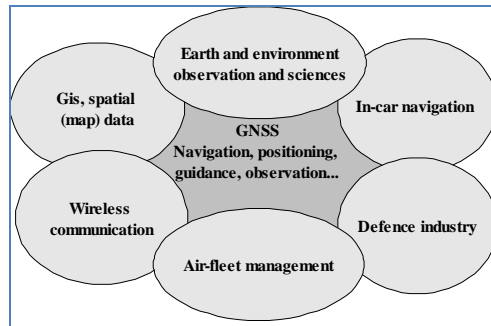 Earth and environment
observation and sciences
Gis, spatial
(map) data
In-car navigation
GNSS
Navigation, positioning,
guidance, observation...
Wireless
communication
Defence industry
Air-fleet management